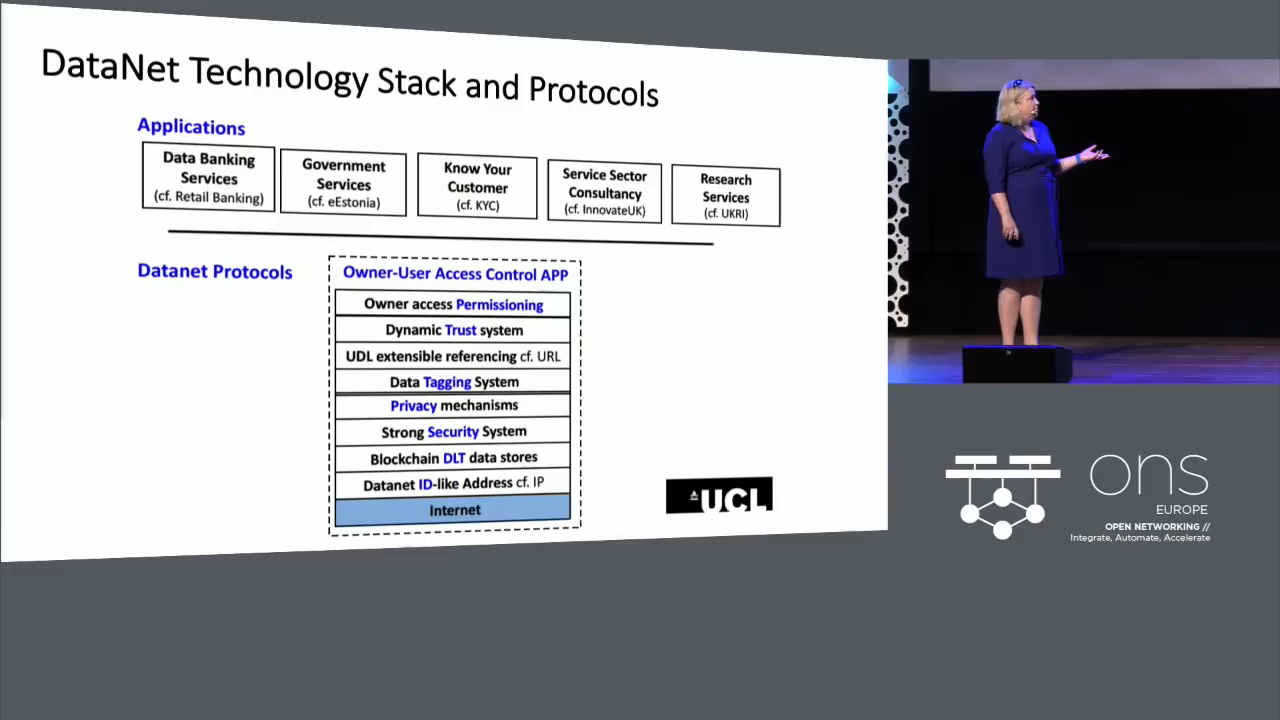 DataNet Technology Stack and Protocols
Applications
Data Banking
Services
(cf. Retail Banking)
Government
Services
(cf. eEstonia)
Know Your
Customer
(cf. KYC)
Service Sector
Consultancy
(cf. InnovateUK)
Research
Services
(cf. UKRI)
Datanet Protocols
Owner-User Access Control APP
Owner access Permissioning
Dynamic Trust system
UDL extensible referencing cf. URL
Data Tagging System
Privacy mechanisms
Strong Security System
Blockchain DLT data stores
Datanet ID-like Address cf. IP
Internet
UCL
ons
EUROPE
OPEN NETWORKING //
Integrate, Automate, Accelerate